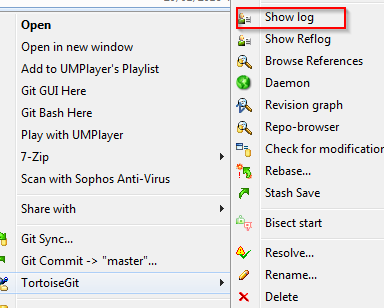 Open
Open in new window
Add to UMPlayer's Playlist
Git GUI Here
Git Bash Here
Play with UMPlayer
7-Zip
Scan with Sophos Anti-Virus
Share with
Git Sync...
Git Commit -> "master"...
TortoiseGit
Show log
Show Reflog
Browse References
Daemon
Revision graph
Repo-browser
Check for modification
Rebase...
Stash Save
Bisect start
Resolve...
Rename...
Delete